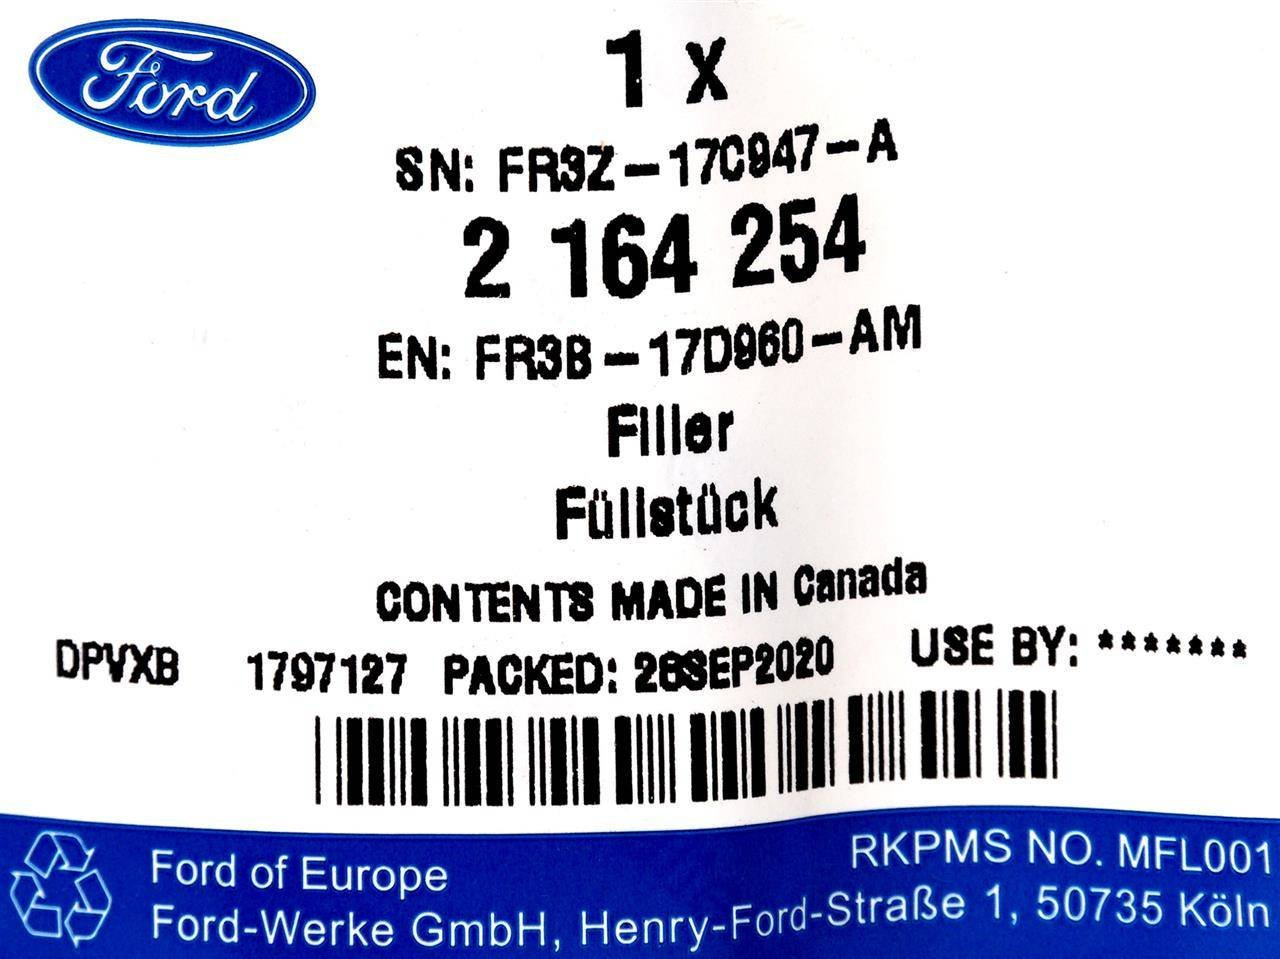 Ford
1 x
SN: FR3Z-17C947-A
2 164 254
EN: FR3B-17D960-AM
Filler
Füllstück
CONTENTS MADE IN Canada
DPVXB 1797127 PACKED: 26SEP2020 USE BY: *******
RKPMS NO. MFL001
Ford of Europe
Ford-Werke GmbH, Henry-Ford-Straße 1, 50735 Köln